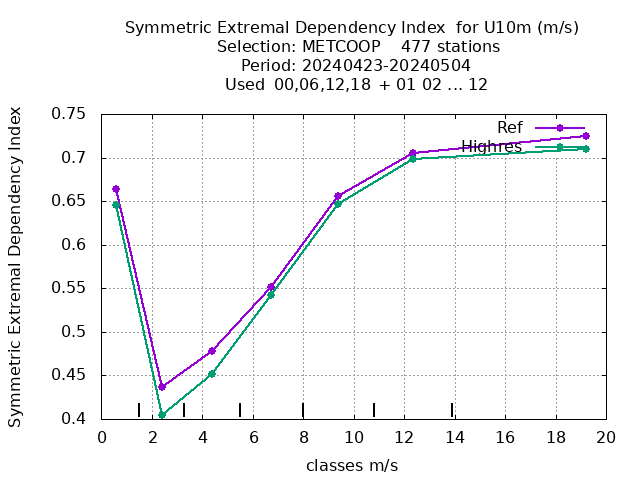 Symmetric Extremal Dependency Index  for U10m (m/s)
Selection: METCOOP    477 stations
Period: 20240423-20240504
Used  00,06,12,18 + 01 02 ... 12
Symmetric Extremal Dependency Index
0.75
0.7
0.65
0.6
0.55
0.5
0.45
0.4
Ref
Highres
0 2 4 6 8 10 12 14 16 18 20
classes m/s